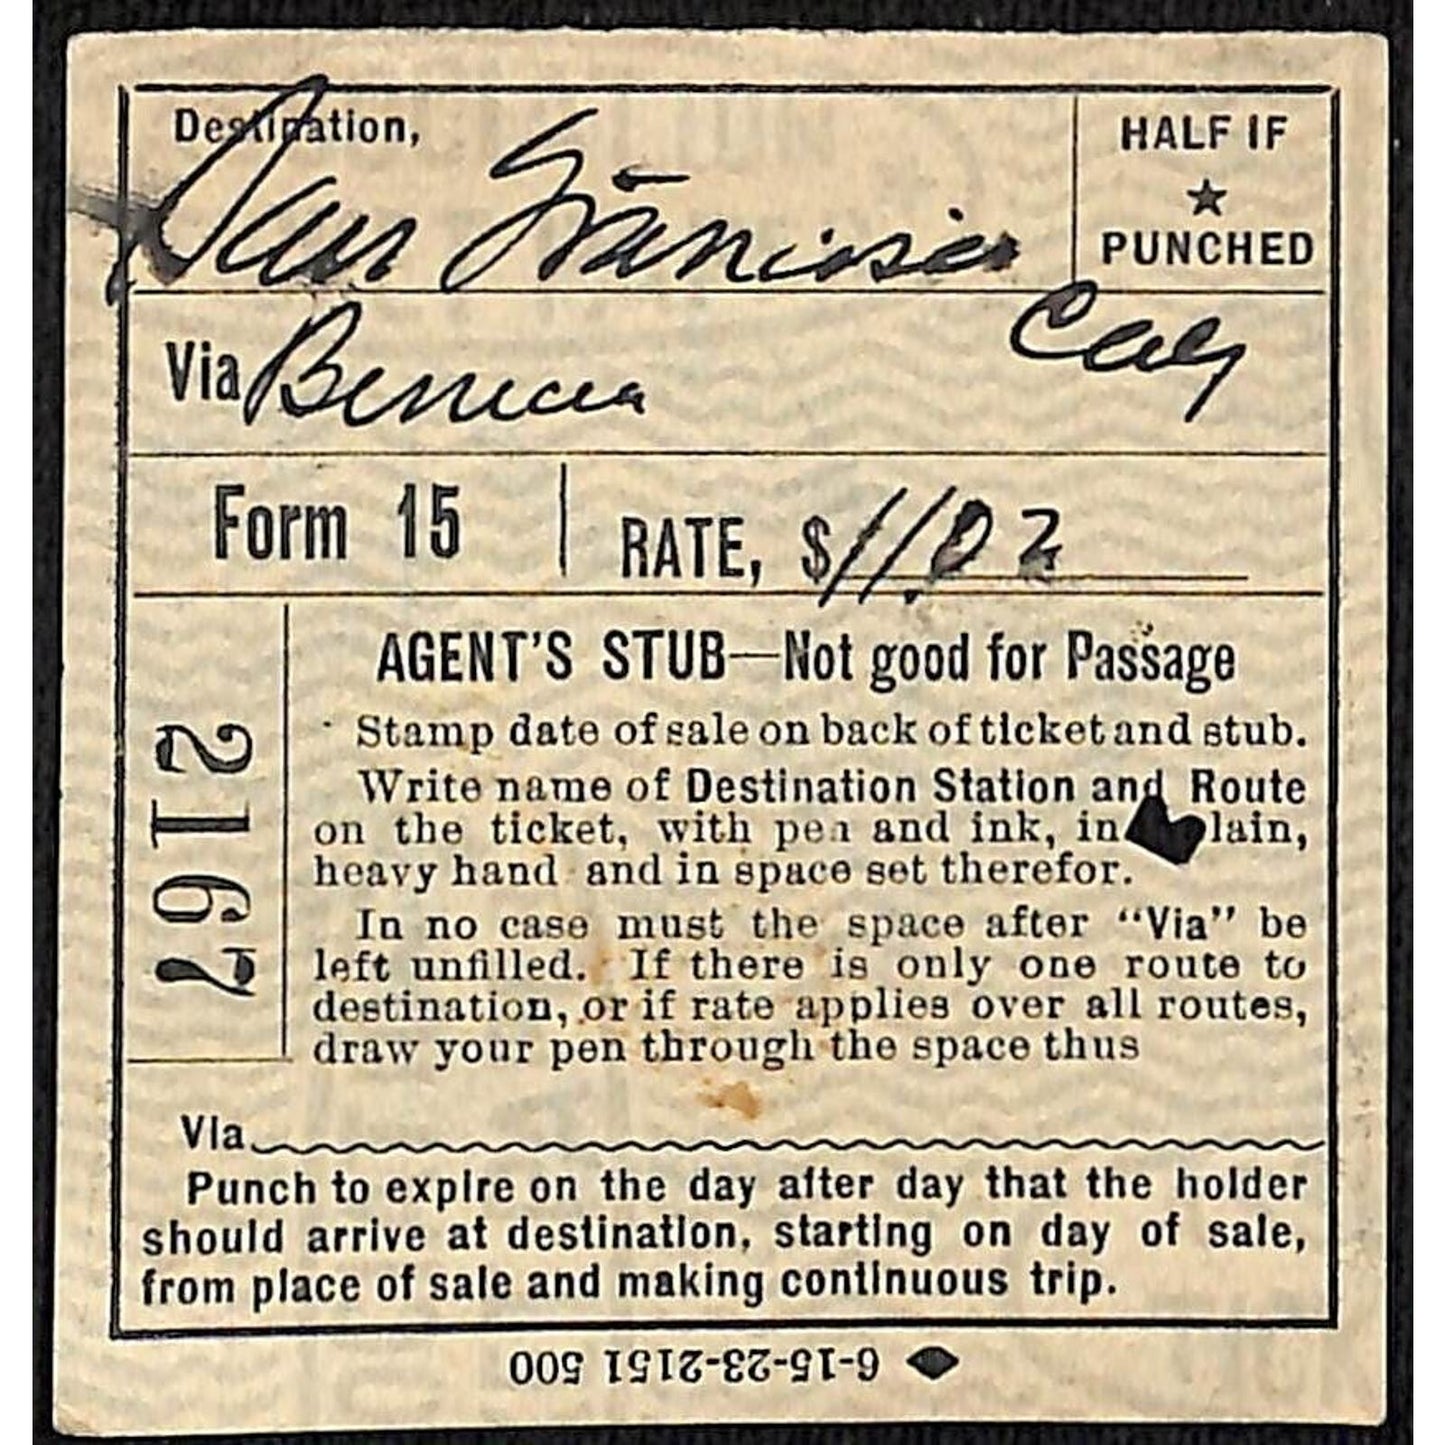 Destination,
HALF IF
★
PUNCHED
San Francisco
Caly
Via Benicia
Form 15
RATE, $11.02
AGENT'S STUB—Not good for Passage
2167
Stamp date of sale on back of ticket and stub.
Write name of Destination Station and Route
on the ticket, with pen and ink, in plain,
heavy hand and in space set therefor.
In no case must the space after "Via" be
left unfilled. If there is only one route to
destination, or if rate applies over all routes,
draw your pen through the space thus
Via
Punch to expire on the day after day that the holder
should arrive at destination, starting on day of sale,
from place of sale and making continuous trip.
6-15-23-2151 500